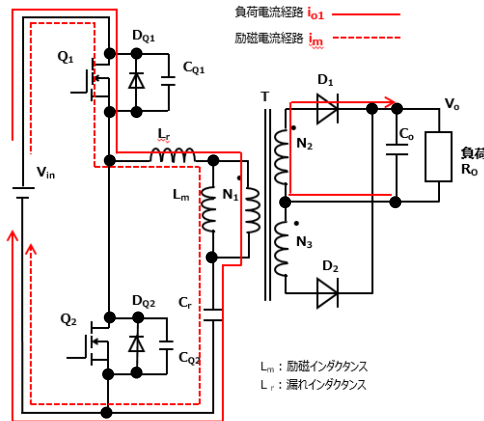 負荷電流経路 io1
励磁電流経路 im
DQ1
Q1
CQ1
D1
T
Vo
Lr
Co
負荷
RO
N2
Vin
Lm
N1
N3
DQ2
Cr
D2
Q2
CQ2
Lm：励磁インダクタンス
Lr：漏れインダクタンス